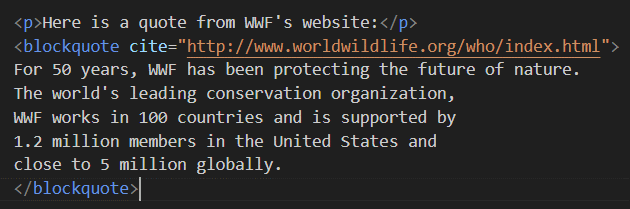 <p>Here is a quote from WWF's website:</p>
<blockquote cite="http://www.worldwildlife.org/who/index.html">
For 50 years, WWF has been protecting the future of nature.
The world's leading conservation organization,
WWF works in 100 countries and is supported by
1.2 million members in the United States and
close to 5 million globally.
</blockquote>